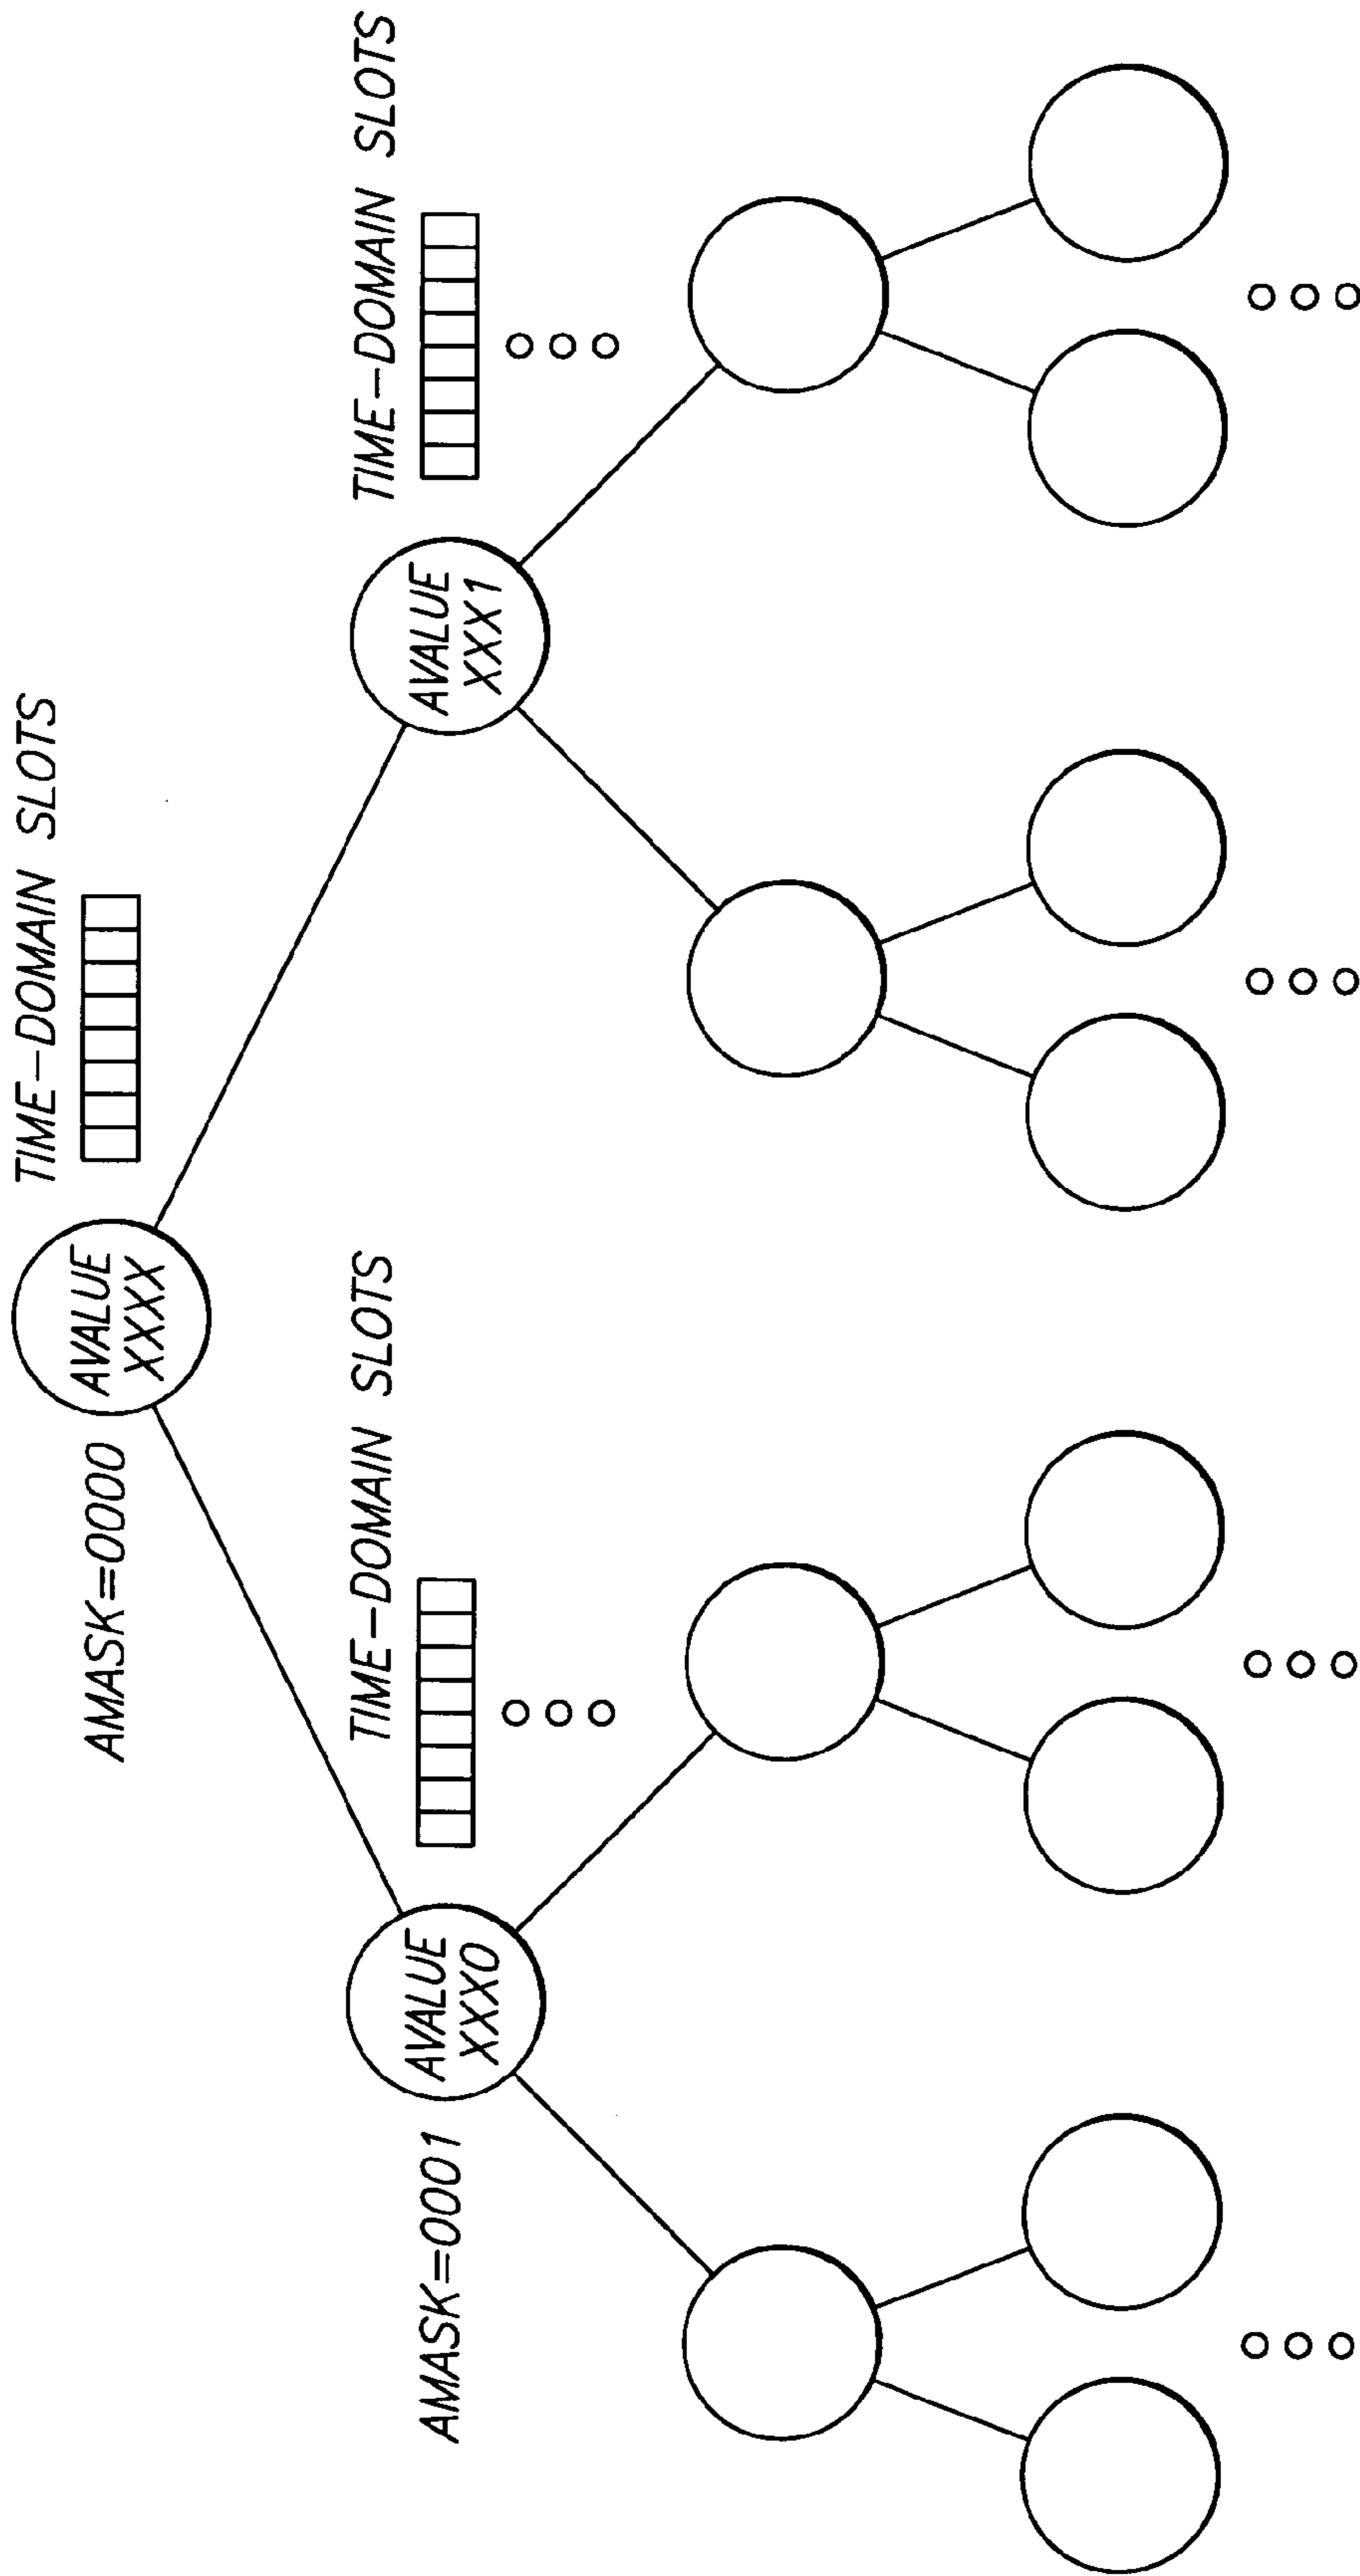 TIME-DOMAIN SLOTS
AMASK=0000
AVALUE
XXXX
TIME-DOMAIN SLOTS
TIME-DOMAIN SLOTS
AMASK=0001
AVALUE
XXX0
AVALUE
XXX1